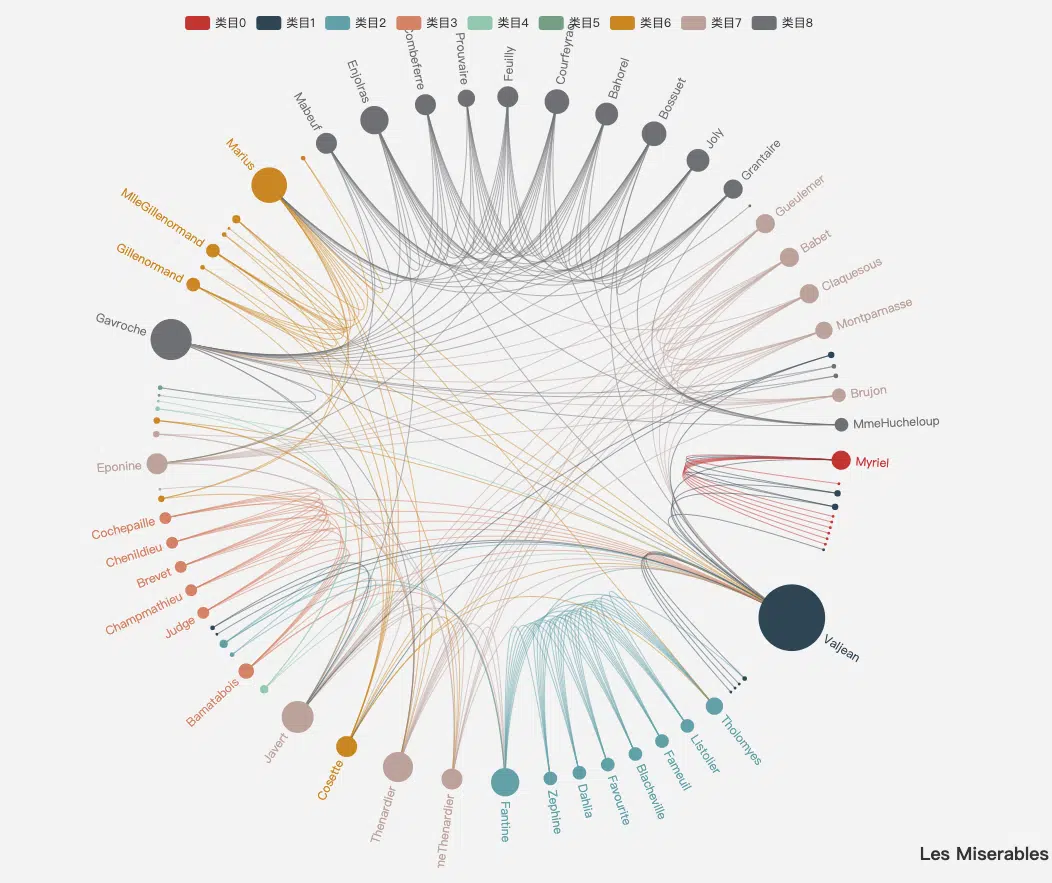 类目0 类目1 类目2 类目3 类目4 类目5 类目6 类目7 类目8
Combeferre
Prouvaire
Feuilly
Courfeyrac
Bahorel
Bossuet
Joly
Grantaire
Enjolras
Mabeuf
Marius
MlleGillenormand
Gillenormand
Gavroche
Gueulemer
Babet
Claquesous
Montparnasse
Brujon
MmeHucheloup
Myriel
Valjean
Eponine
Cochepaille
Chenildieu
Brevet
Champmathieu
Judge
Bamatabois
Javert
Cosette
Thenardier
meThenardier
Fantine
Zephine
Dahlia
Favourite
Blacheville
Fameuil
Listolier
Tholomyes
Les Miserables